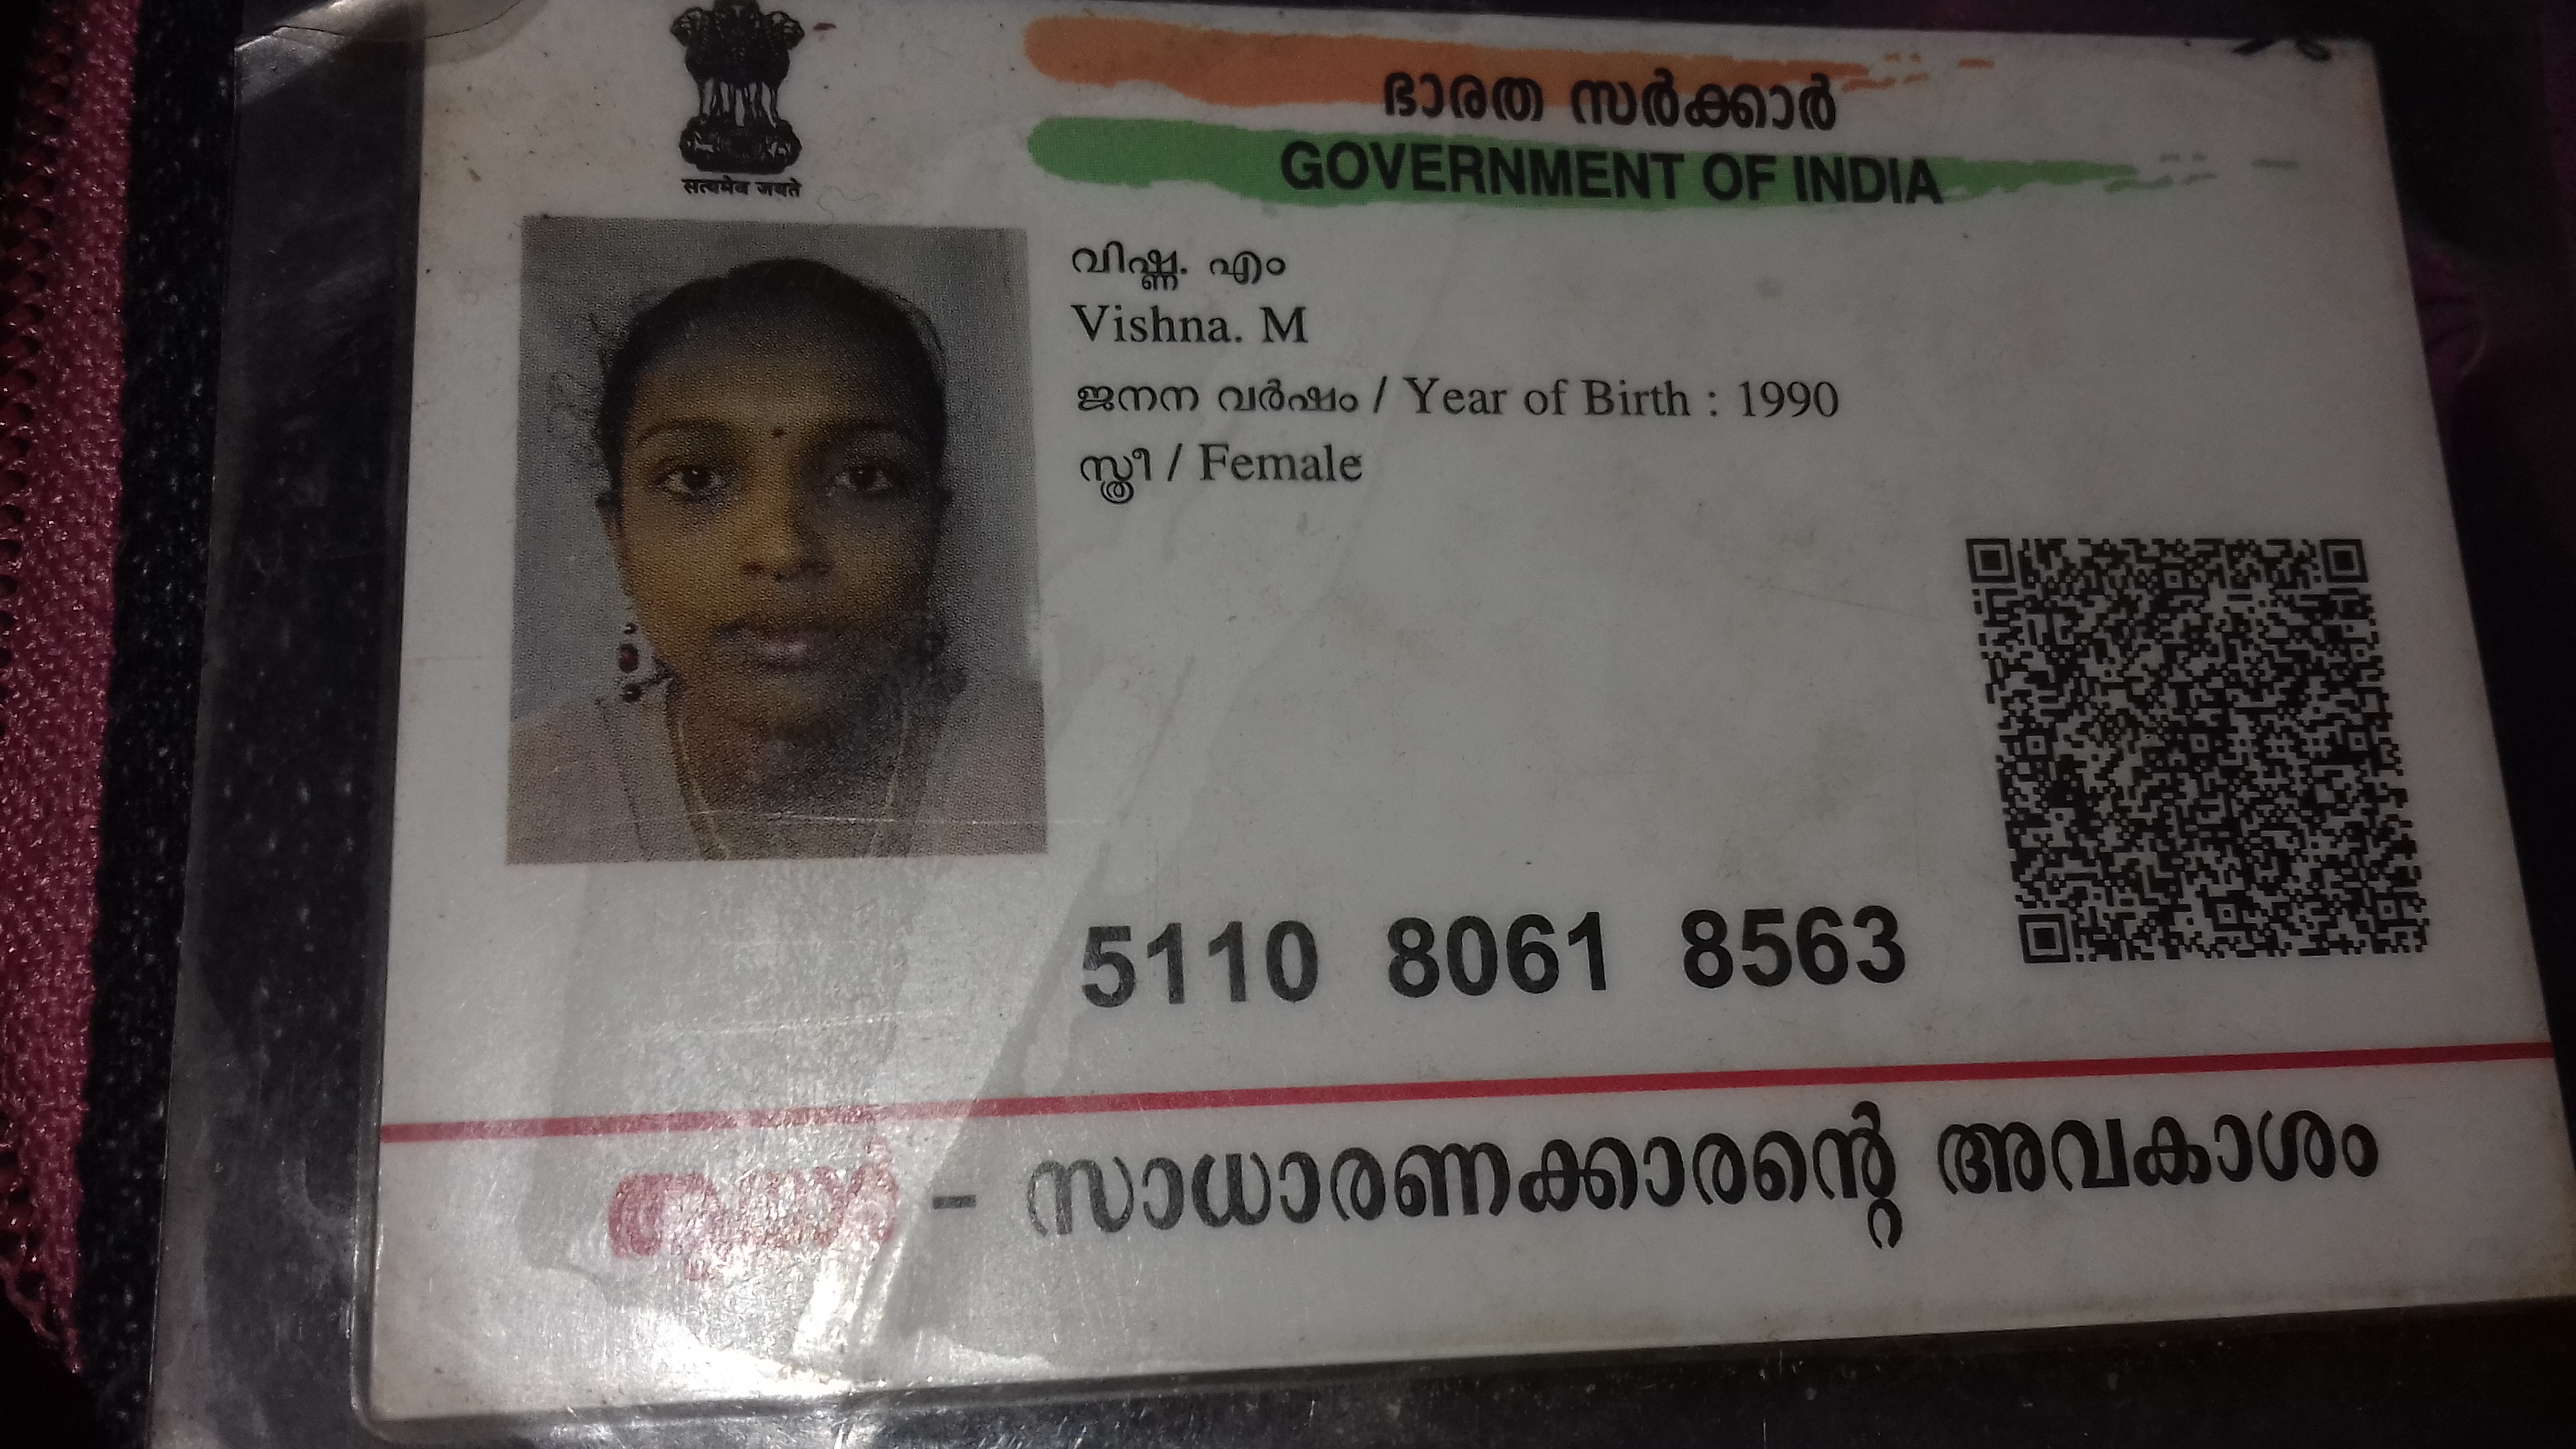 ഭാരത സർക്കാർ
GOVERNMENT OF INDIA
सत्यमेव जयते
വിഷ്ണ. എം
Vishna. M
ജനന വർഷം / Year of Birth : 1990
സ്ത്രീ / Female
5110 8061 8563
ആധാർ - സാധാരണക്കാരന്റെ അവകാശം